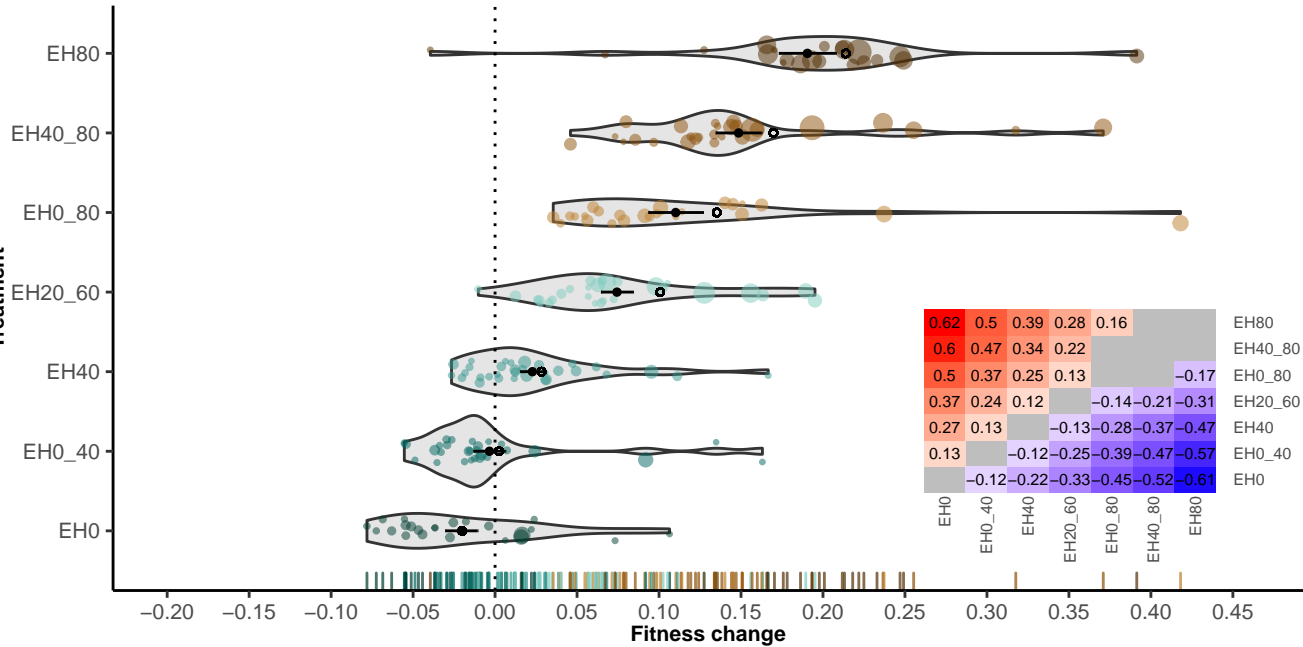 Treatment
EH80
EH40_80
EH0_80
EH20_60
EH40
EH0_40
EH0
0.62 0.5 0.39 0.28 0.16 EH80
0.6 0.47 0.34 0.22 EH40_80
0.5 0.37 0.25 0.13 −0.17 EH0_80
0.37 0.24 0.12 −0.14 −0.21 −0.31 EH20_60
0.27 0.13 −0.13 −0.28 −0.37 −0.47 EH40
0.13 −0.12 −0.25 −0.39 −0.47 −0.57 EH0_40
−0.12 −0.22 −0.33 −0.45 −0.52 −0.61 EH0
EH0 EH0_40 EH40 EH20_60 EH0_80 EH40_80 EH80
−0.20 −0.15 −0.10 −0.05 0.00 0.05 0.10 0.15 0.20 0.25 0.30 0.35 0.40 0.45
Fitness change